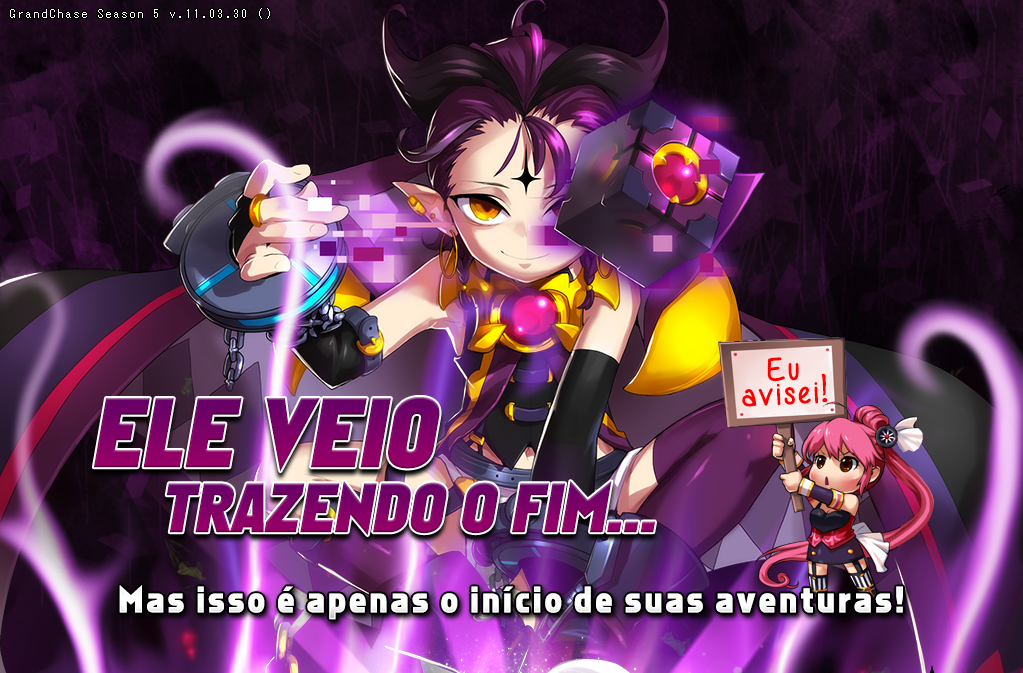 GrandChase Season 5 v.11.03.30 ()
Eu
avisei!
ELE VEIO
TRAZENDO O FIM...
Mas isso é apenas o início de suas aventuras!